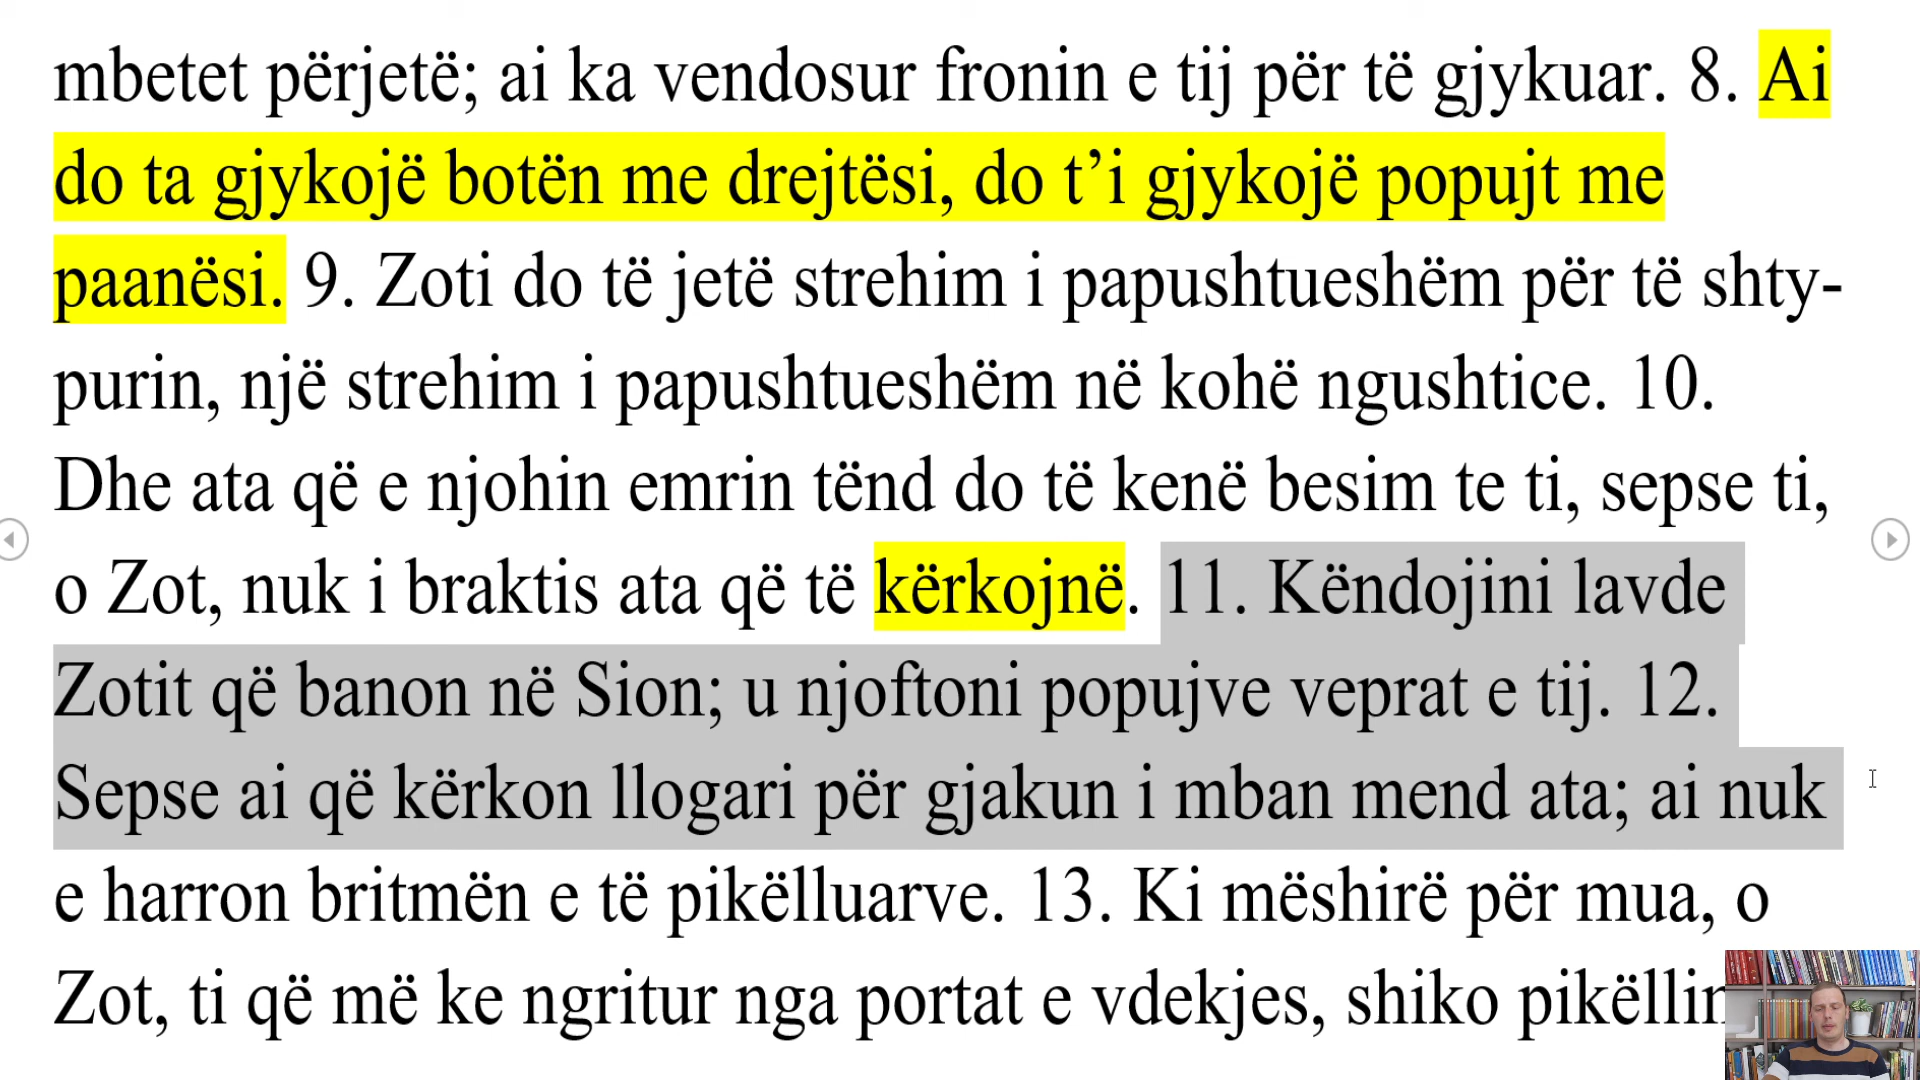 mbetet përjetë; ai ka vendosur fronin e tij për të gjykuar. 8. Ai
do ta gjykojë botën me drejtësi, do t’i gjykojë popujt me
paanësi. 9. Zoti do të jetë strehim i papushtueshëm për të shty-
purin, një strehim i papushtueshëm në kohë ngushtice. 10.
Dhe ata që e njohin emrin tënd do të kenë besim te ti, sepse ti,
o Zot, nuk i braktis ata që të kërkojnë. 11. Këndojini lavde
Zotit që banon në Sion; u njoftoni popujve veprat e tij. 12.
Sepse ai që kërkon llogari për gjakun i mban mend ata; ai nuk
e harron britmën e të pikëlluarve. 13. Ki mëshirë për mua, o
Zot, ti që më ke ngritur nga portat e vdekjes, shiko